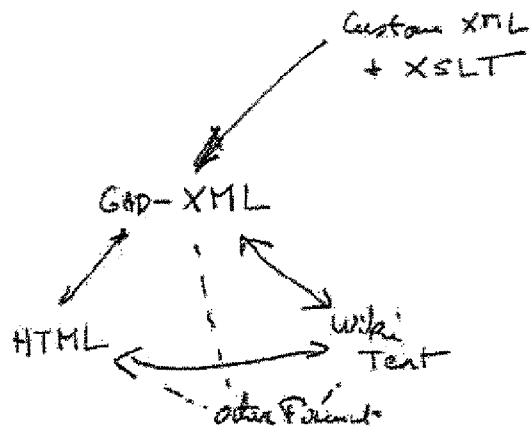 Custom XML
+ XSLT
GAD-XML
HTML
Wiki
Text
Other Formats